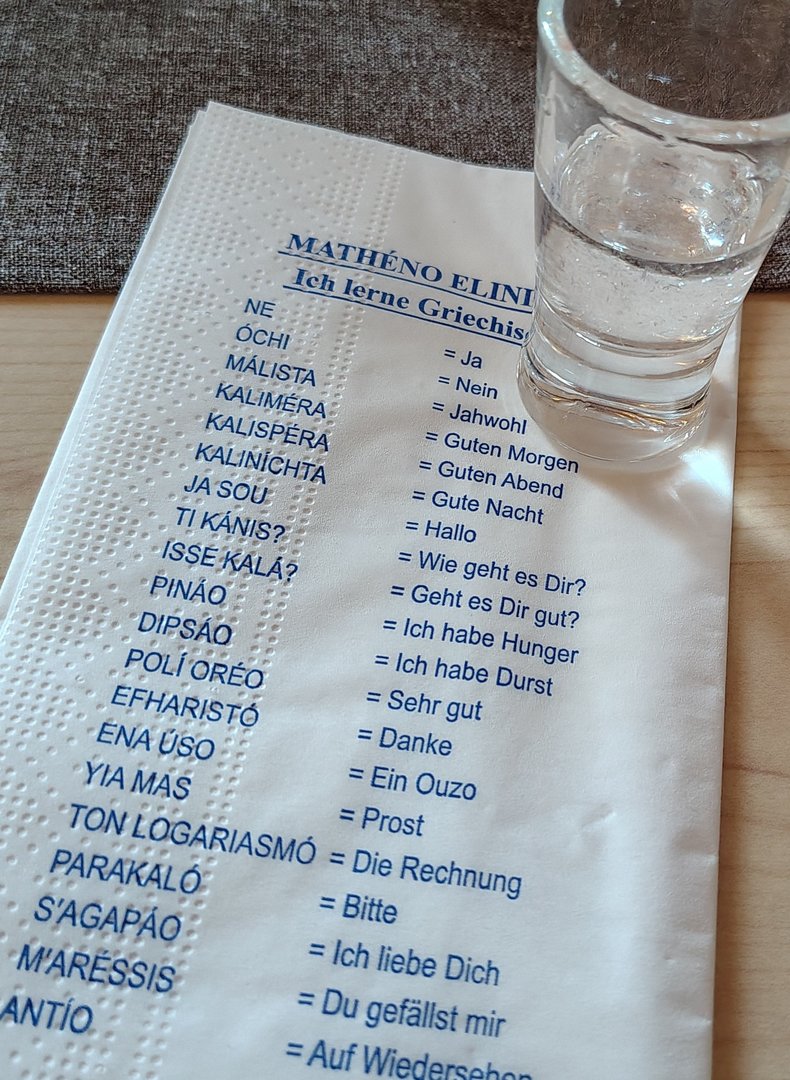 MATHÉNO ELINI
Ich lerne Griechis
NE = Ja
ÓCHI = Nein
MÁLISTA = Jahwohl
KALIMÉRA = Guten Morgen
KALISPÉRA = Guten Abend
KALINÍCHTA = Gute Nacht
JA SOU = Hallo
TI KÁNIS? = Wie geht es Dir?
ISSE KALÁ? = Geht es Dir gut?
PINÁO = Ich habe Hunger
DIPSÁO = Ich habe Durst
POLÍ ORÉO = Sehr gut
EFHARISTÓ = Danke
ENA ÚSO = Ein Ouzo
YIA MAS = Prost
TON LOGARIASMÓ = Die Rechnung
PARAKALÓ = Bitte
S'AGAPÁO = Ich liebe Dich
M'ARÉSSIS = Du gefällst mir
ANTÍO = Auf Wiedersehen